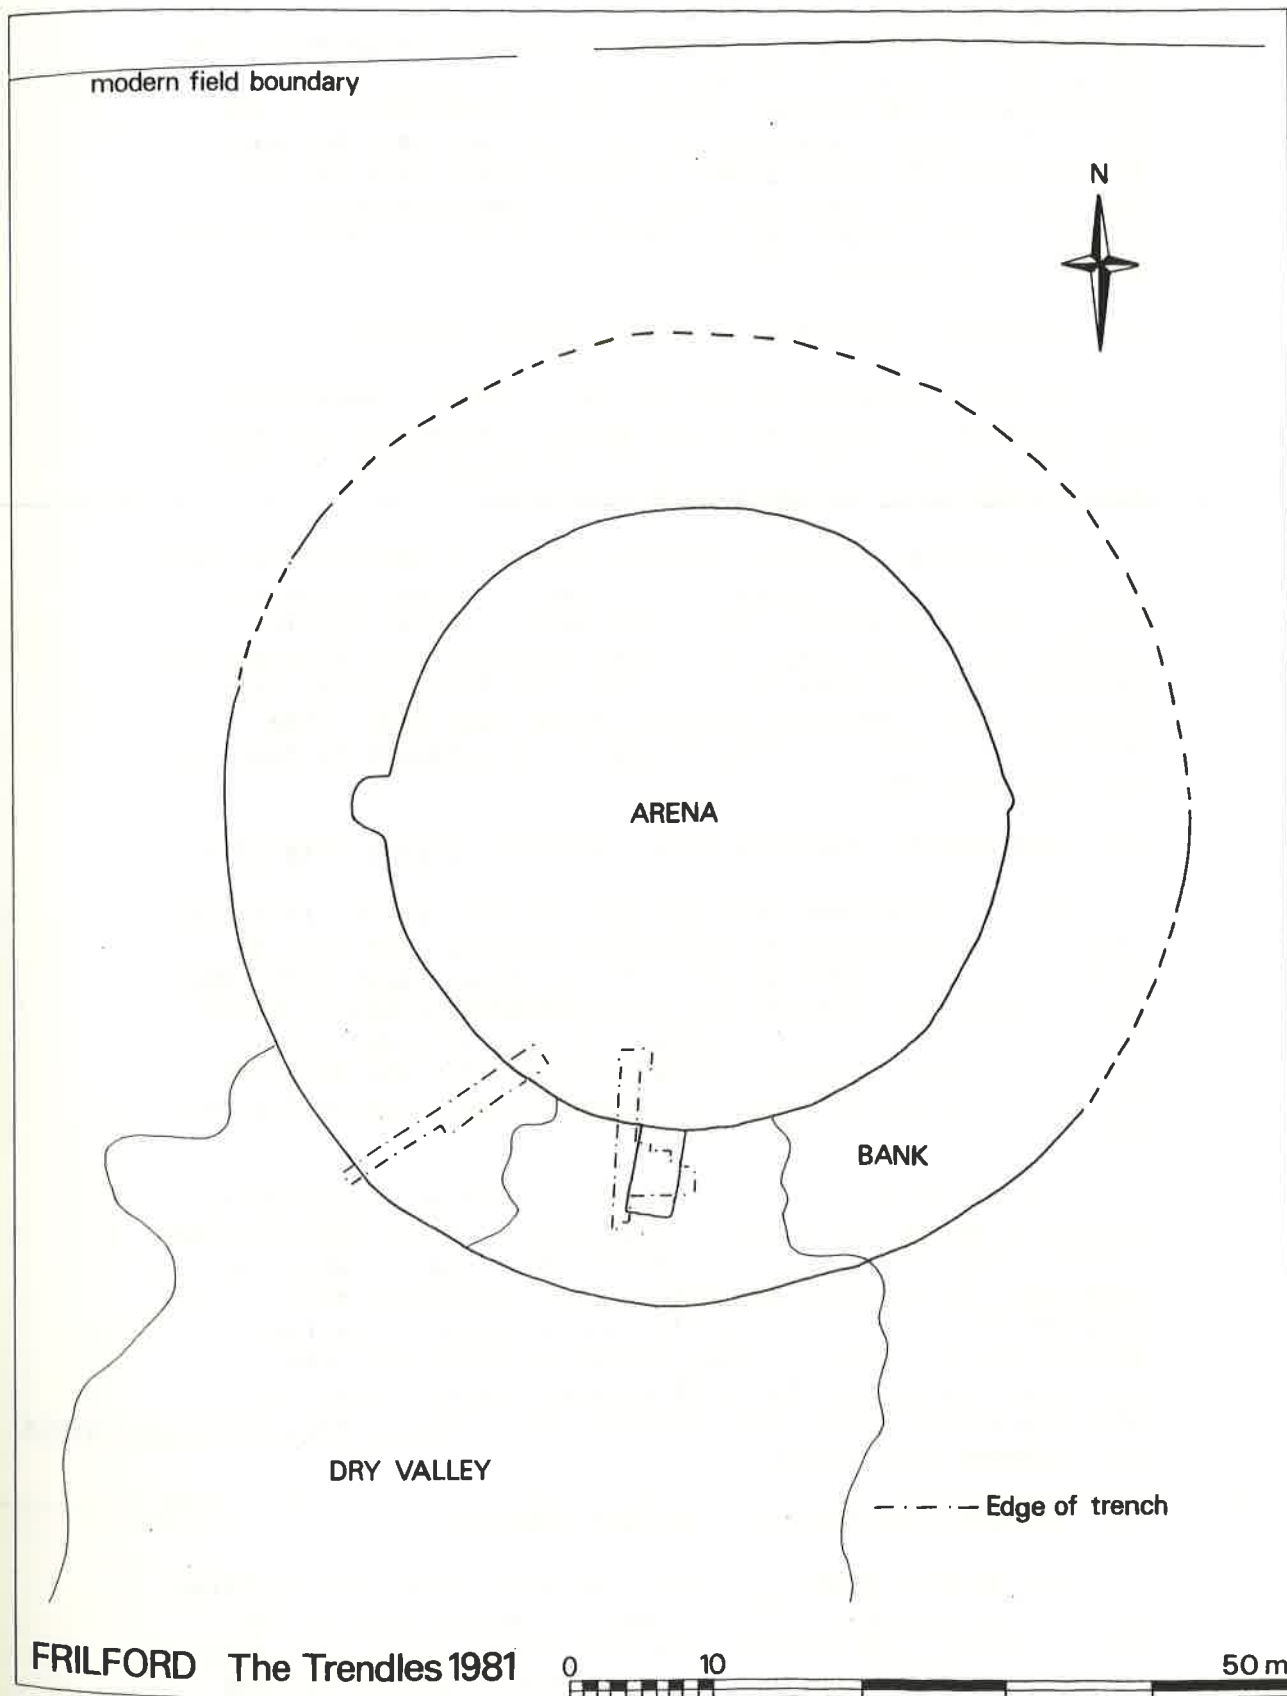 modern field boundary
N
ARENA
BANK
DRY VALLEY
Edge of trench
FRILFORD The Trendles 1981
0 10 50 m